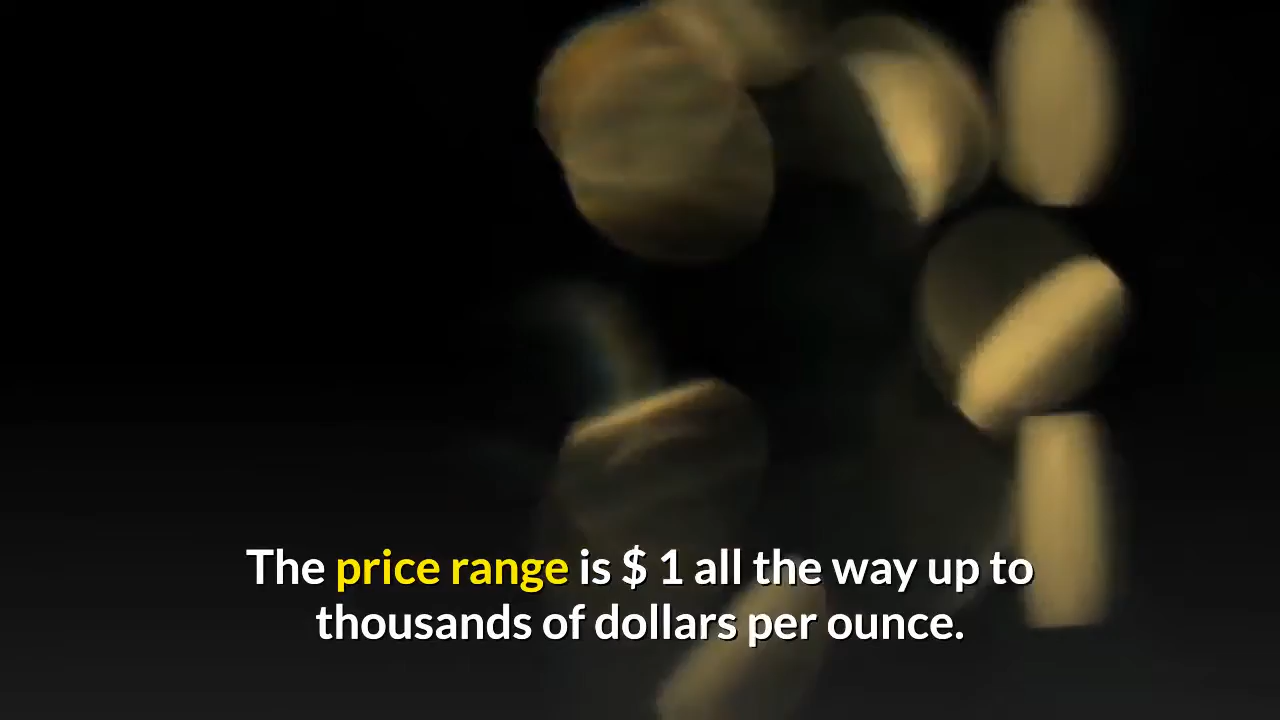 The price range is $ 1 all the way up to
thousands of dollars per ounce.